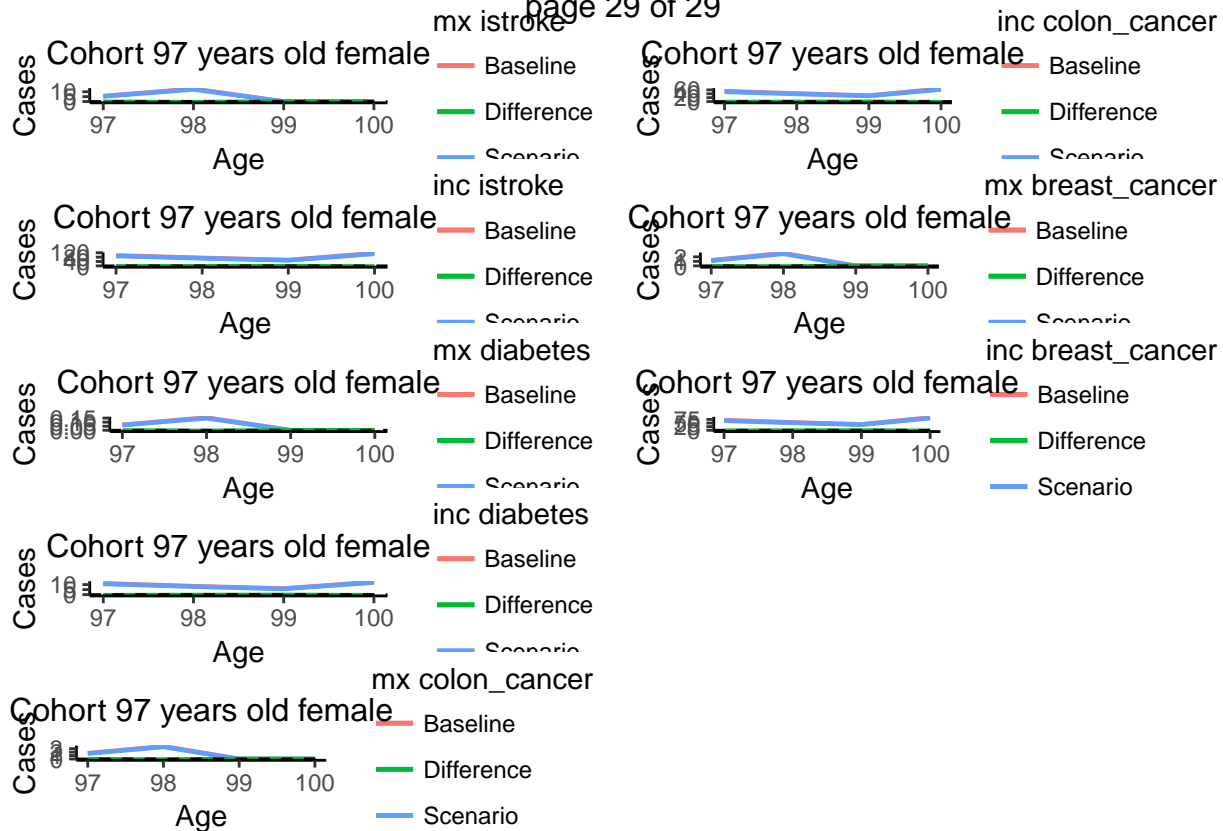 page 29 of 29
mx istroke
Cohort 97 years old female
Cases
97 98 99 100
Age
Baseline
Difference
Scenario
inc istroke
Cohort 97 years old female
Cases
97 98 99 100
Age
Baseline
Difference
Scenario
mx diabetes
Cohort 97 years old female
Cases
97 98 99 100
Age
Baseline
Difference
Scenario
inc diabetes
Cohort 97 years old female
Cases
97 98 99 100
Age
Baseline
Difference
Scenario
mx colon_cancer
Cohort 97 years old female
Cases
97 98 99 100
Age
Baseline
Difference
Scenario
inc colon_cancer
Cohort 97 years old female
Cases
97 98 99 100
Age
Baseline
Difference
Scenario
mx breast_cancer
Cohort 97 years old female
Cases
97 98 99 100
Age
Baseline
Difference
Scenario
inc breast_cancer
Cohort 97 years old female
Cases
97 98 99 100
Age
Baseline
Difference
Scenario